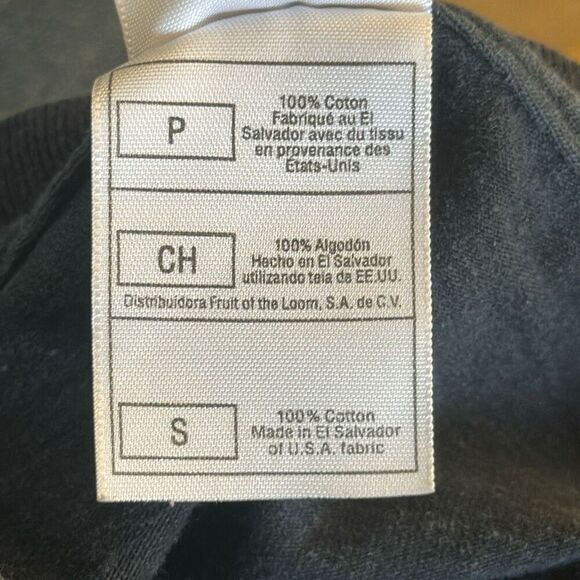 P
100% Coton
Fabriqué au El
Salvador avec du tissu
en provenance des
États-Unis
CH
100% Algodón
Hecho en El Salvador
utilizando tela de EE.UU.
Distribuidora Fruit of the Loom, S.A. de C.V.
S
100% Cotton
Made in El Salvador
of U.S.A. fabric